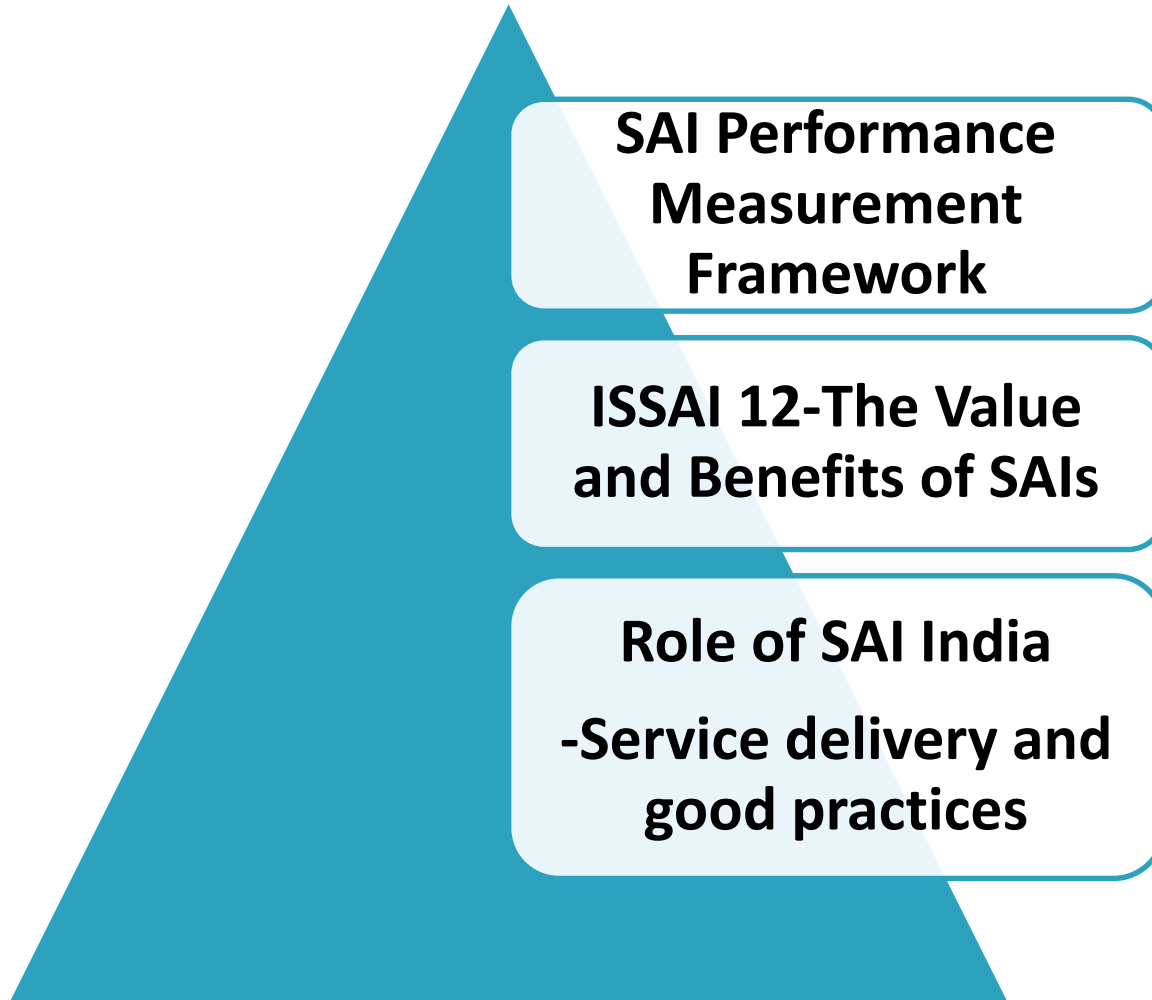 SAI Performance
Measurement
Framework
ISSAI 12-The Value
and Benefits of SAIs
Role of SAI India
-Service delivery and
good practices